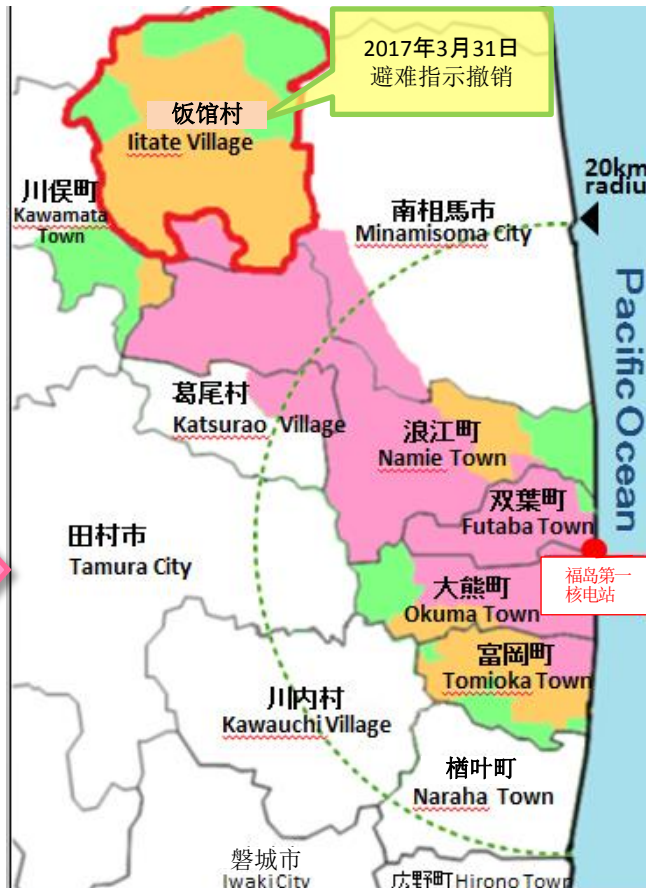 2017年3月31日
避难指示撤销
饭馆村
Iitate Village
川俣町
Kawamata
Town
南相馬市
Minamisoma City
20km
radiu
Pacific Ocean
葛尾村
Katsurao Village
浪江町
Namie Town
双葉町
Futaba Town
田村市
Tamura City
大熊町
Okuma Town
福岛第一
核电站
富岡町
Tomioka Town
川内村
Kawauchi Village
楢叶町
Naraha Town
磐城市
Iwaki City
広野町 Hirono Town